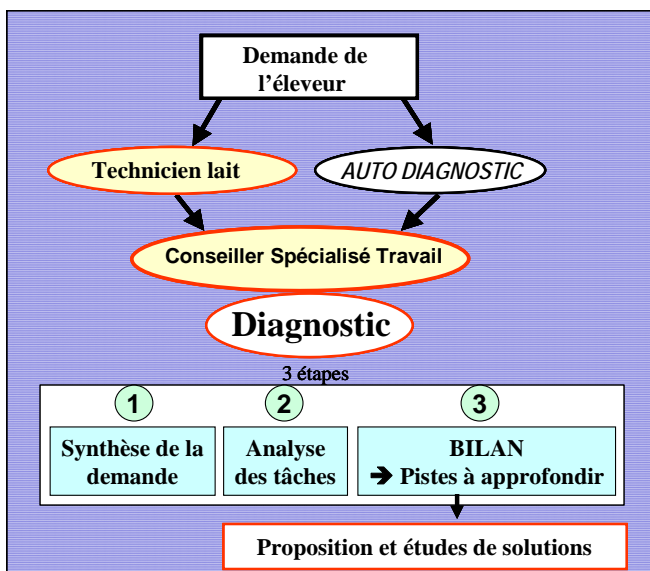 Demande de
l'éleveur
Technicien lait
AUTO DIAGNOSTIC
Conseiller Spécialisé Travail
Diagnostic
3 étapes
1
2
3
Synthèse de la
demande
Analyse
des tâches
BILAN
➔ Pistes à approfondir
Proposition et études de solutions